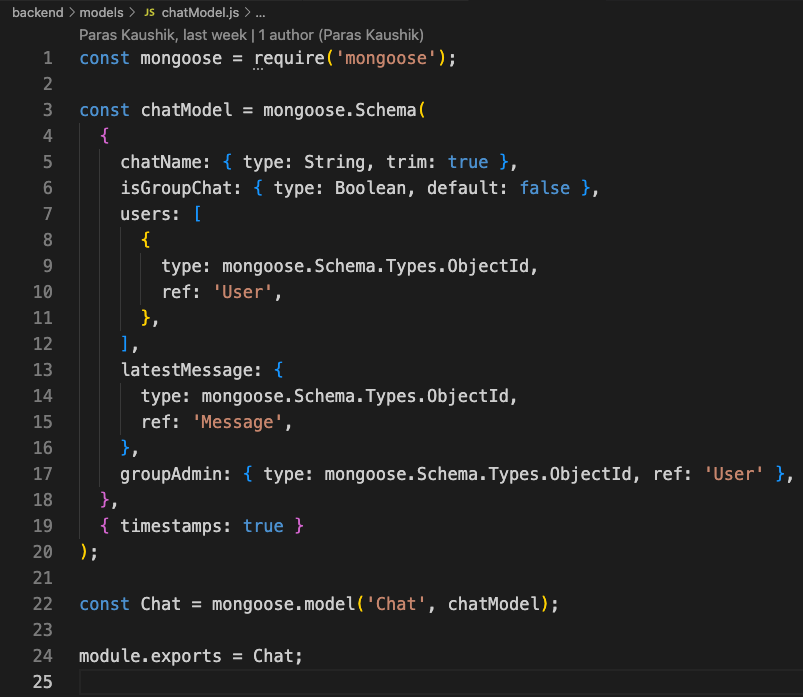 backend > models > JS chatModel.js > ...
Paras Kaushik, last week | 1 author (Paras Kaushik)
1 const mongoose = require('mongoose');
2
3 const chatModel = mongoose.Schema(
4   {
5     chatName: { type: String, trim: true },
6     isGroupChat: { type: Boolean, default: false },
7     users: [
8       {
9         type: mongoose.Schema.Types.ObjectId,
10         ref: 'User',
11       },
12     ],
13     latestMessage: {
14       type: mongoose.Schema.Types.ObjectId,
15       ref: 'Message',
16     },
17     groupAdmin: { type: mongoose.Schema.Types.ObjectId, ref: 'User' },
18   },
19   { timestamps: true }
20 );
21
22 const Chat = mongoose.model('Chat', chatModel);
23
24 module.exports = Chat;
25